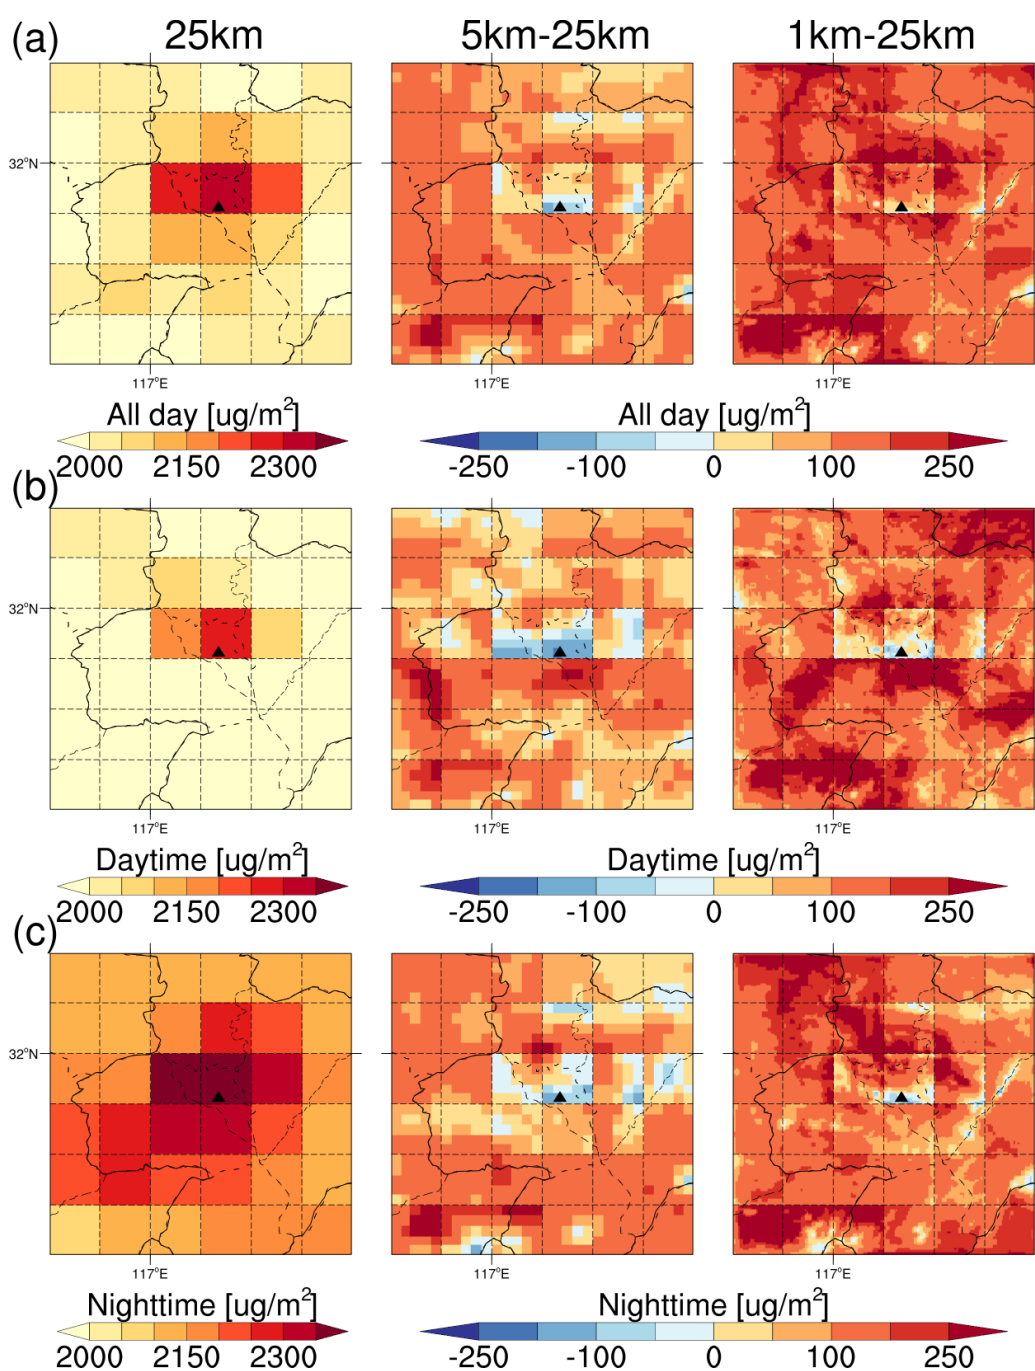 (a) 25km 5km-25km 1km-25km
32°N
117°E 117°E 117°E
All day [ug/m²] All day [ug/m²]
2000 2150 2300 -250 -100 0 100 250
(b)
32°N
117°E 117°E 117°E
Daytime [ug/m²] Daytime [ug/m²]
2000 2150 2300 -250 -100 0 100 250
(c)
32°N
117°E 117°E 117°E
Nighttime [ug/m²] Nighttime [ug/m²]
2000 2150 2300 -250 -100 0 100 250